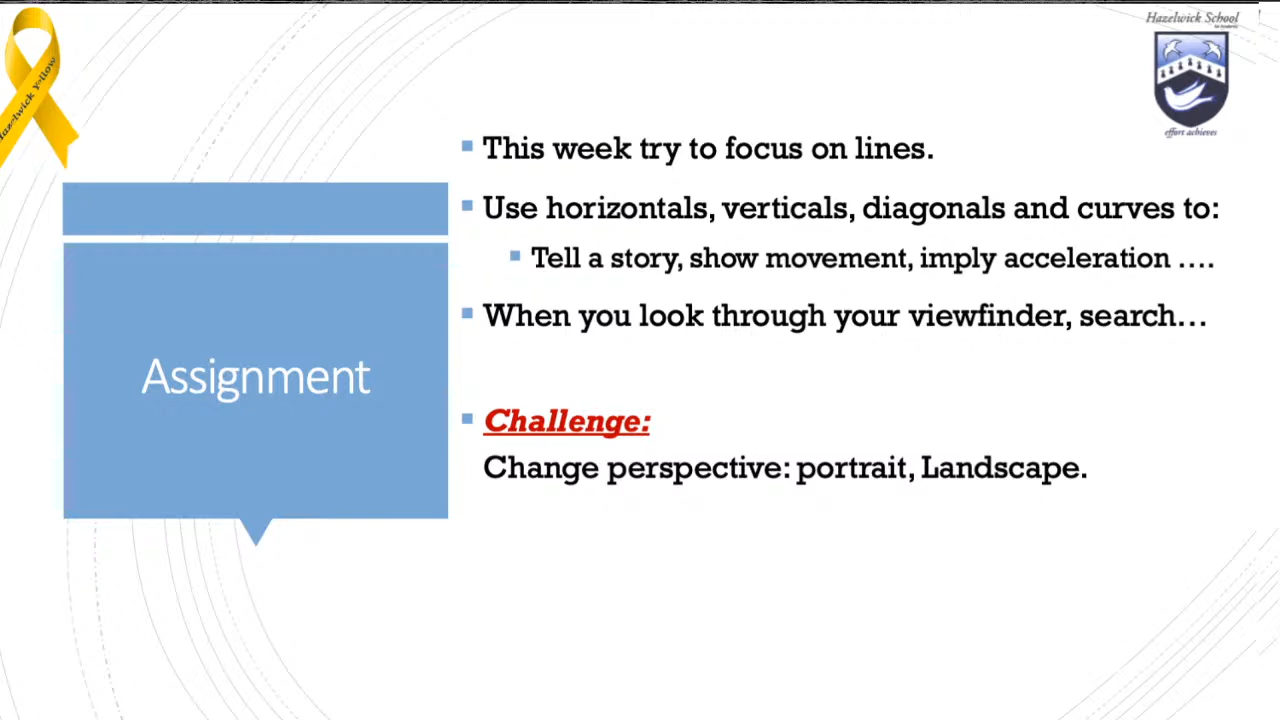 Hazelwick School
Hazelwick Yellow
This week try to focus on lines.
Use horizontals, verticals, diagonals and curves to:
Tell a story, show movement, imply acceleration ....
When you look through your viewfinder, search...
Assignment
Challenge:
Change perspective: portrait, Landscape.
effort achieves